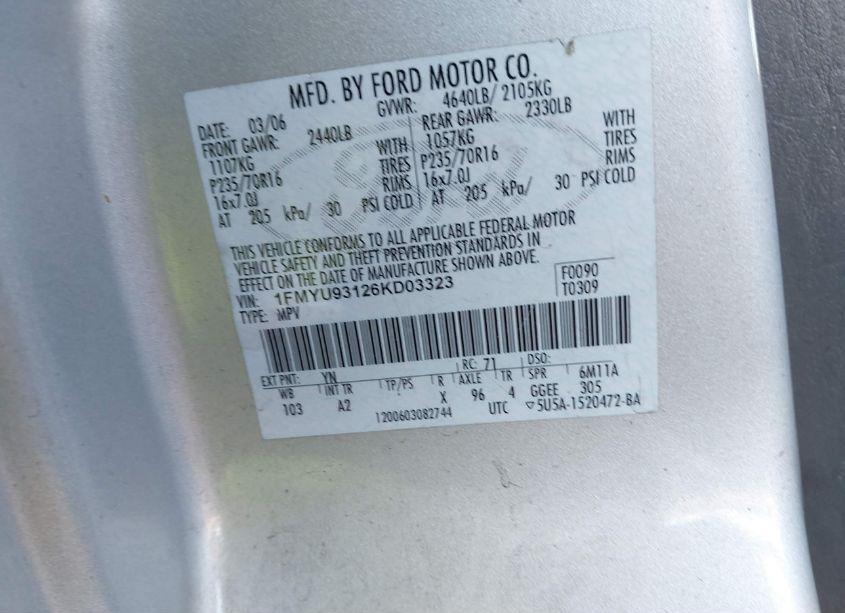 MFD. BY FORD MOTOR CO.
DATE: 03/06 GVWR: 4640LB/ 2105KG
FRONT GAWR: 2440LB REAR GAWR: 2330LB
1107KG WITH 1057KG WITH
P235/70R16 TIRES P235/70R16 TIRES
16x7.0J RIMS 16x7.0J RIMS
AT 205 kPa/ 30 PSI COLD AT 205 kPa/ 30 PSI COLD
THIS VEHICLE CONFORMS TO ALL APPLICABLE FEDERAL MOTOR
VEHICLE SAFETY AND THEFT PREVENTION STANDARDS IN
EFFECT ON THE DATE OF MANUFACTURE SHOWN ABOVE.
VIN: 1FMYU93126KD03323 F0090
TYPE: MPV T0309
EXT PNT: YN RC: 71 DSO:
WB INT TR TP/PS R AXLE TR SPR 6M11A
103 A2 X 96 4 GGEE 305
1200603082744 UTC ▽5U5A-1520472-BA